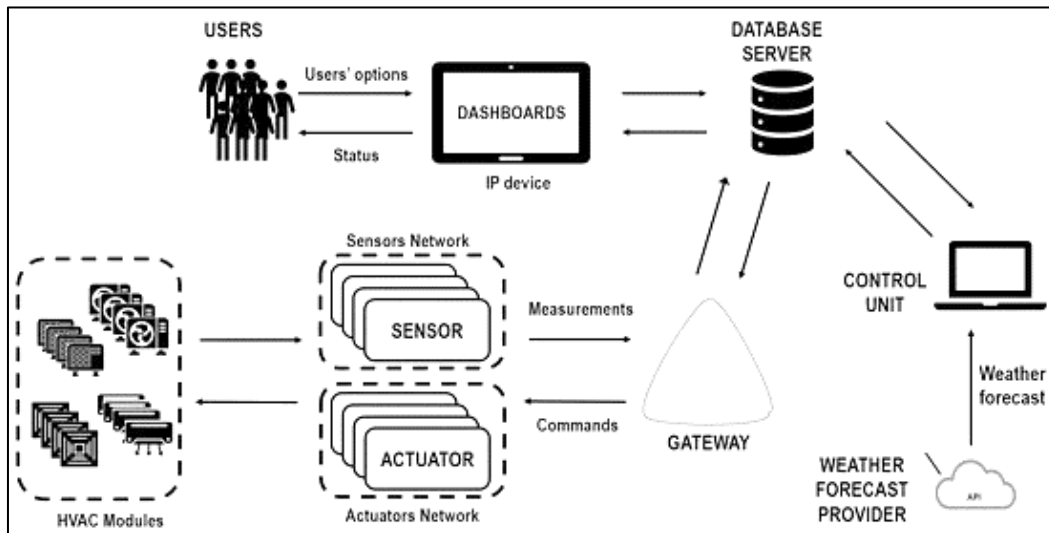 USERS
DATABASE
SERVER
Users' options
DASHBOARDS
Status
IP device
Sensors Network
SENSOR
Measurements
CONTROL
UNIT
Weather
forecast
Commands
GATEWAY
ACTUATOR
WEATHER
FORECAST
PROVIDER
API
HVAC Modules
Actuators Network